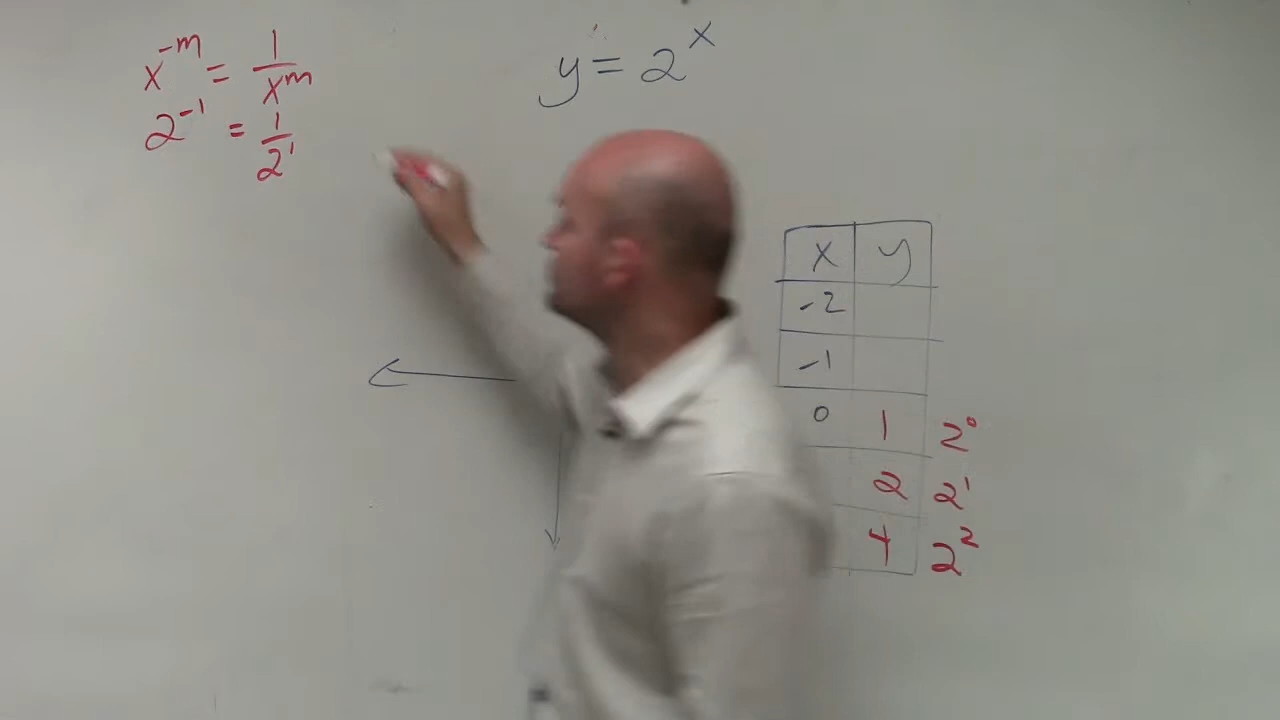 x^-m = 1/x^m
2^-1 = 1/2^1
y = 2^x
x y
-2
-1
0 1 2^0
2 2^1
4 2^2